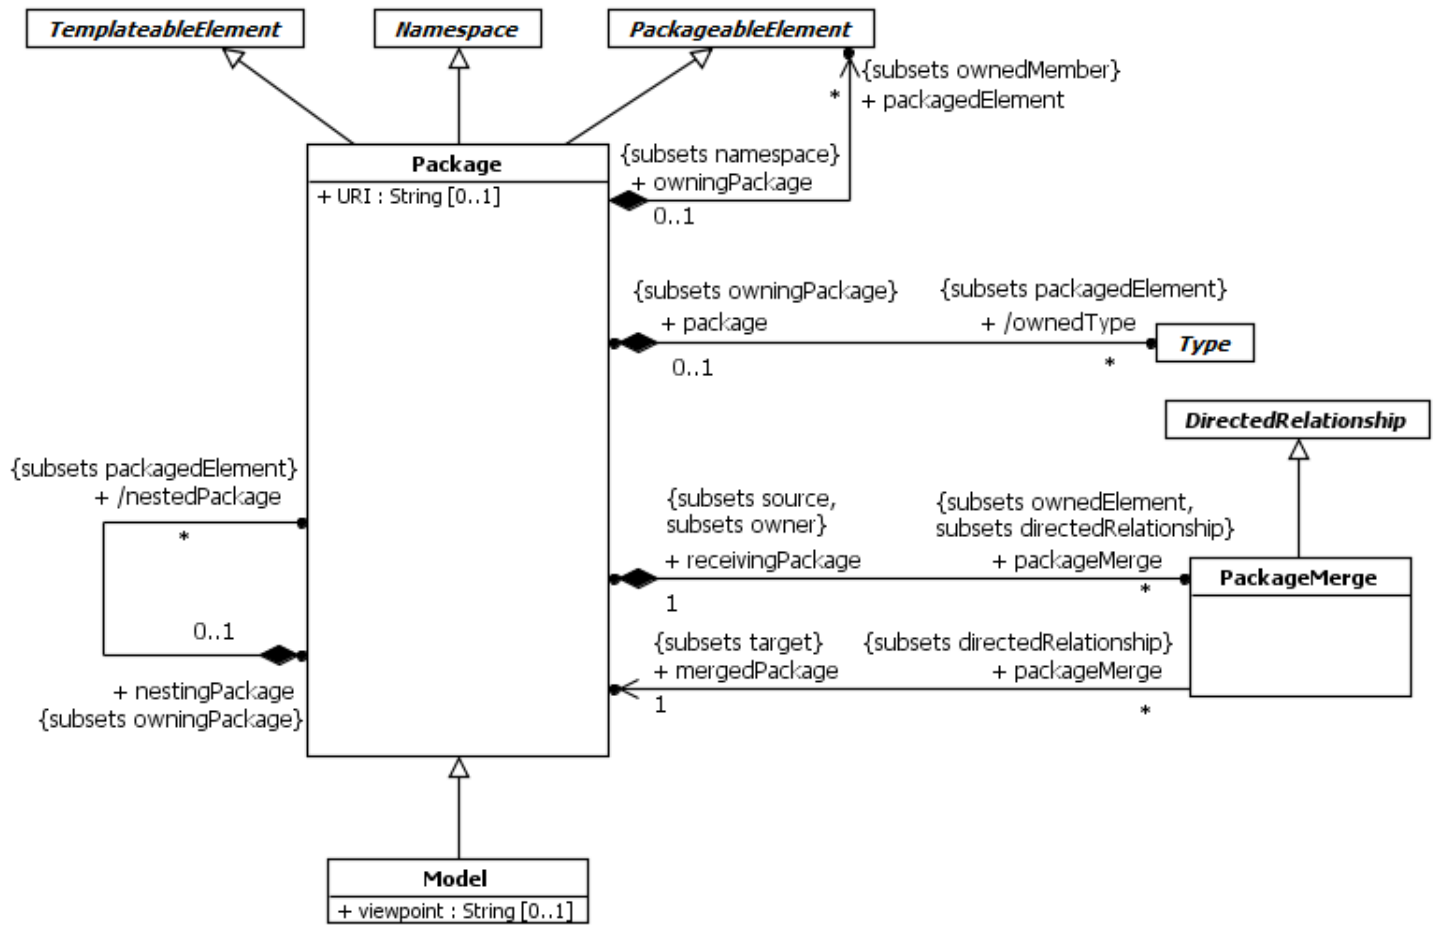 TemplateableElement
Namespace
PackageableElement
{subsets ownedMember}
* + packagedElement
Package
+ URI : String [0..1]
{subsets namespace}
+ owningPackage
0..1
{subsets owningPackage}
+ package
0..1
{subsets packagedElement}
+ /ownedType
*
Type
DirectedRelationship
{subsets packagedElement}
+ /nestedPackage
*
0..1
+ nestingPackage
{subsets owningPackage}
{subsets source,
subsets owner}
+ receivingPackage
1
{subsets ownedElement,
subsets directedRelationship}
+ packageMerge
*
PackageMerge
{subsets target}
+ mergedPackage
1
{subsets directedRelationship}
+ packageMerge
*
Model
+ viewpoint : String [0..1]